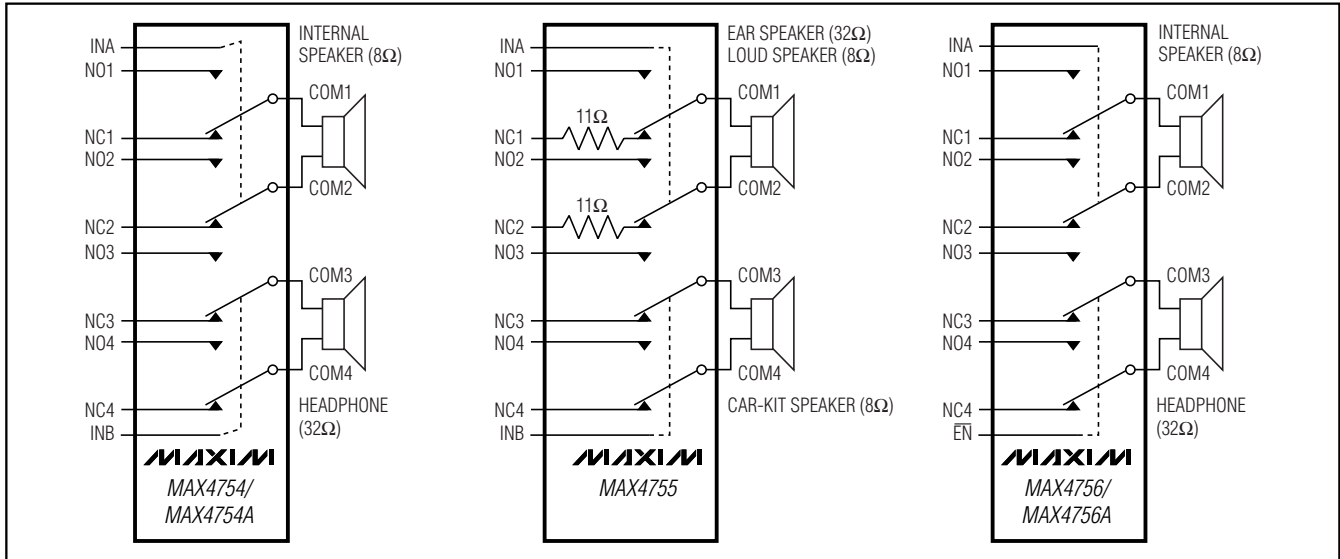 INTERNAL
SPEAKER (8Ω)
INA
NO1
COM1
NC1
NO2
COM2
NC2
NO3
COM3
NC3
NO4
COM4
NC4
INB
HEADPHONE
(32Ω)
MAXIM
MAX4754/
MAX4754A
EAR SPEAKER (32Ω)
LOUD SPEAKER (8Ω)
INA
NO1
COM1
11Ω
NC1
NO2
COM2
11Ω
NC2
NO3
COM3
NC3
NO4
COM4
NC4
INB
CAR-KIT SPEAKER (8Ω)
MAXIM
MAX4755
INTERNAL
SPEAKER (8Ω)
INA
NO1
COM1
NC1
NO2
COM2
NC2
NO3
COM3
NC3
NO4
COM4
NC4
E̅N̅
HEADPHONE
(32Ω)
MAXIM
MAX4756/
MAX4756A